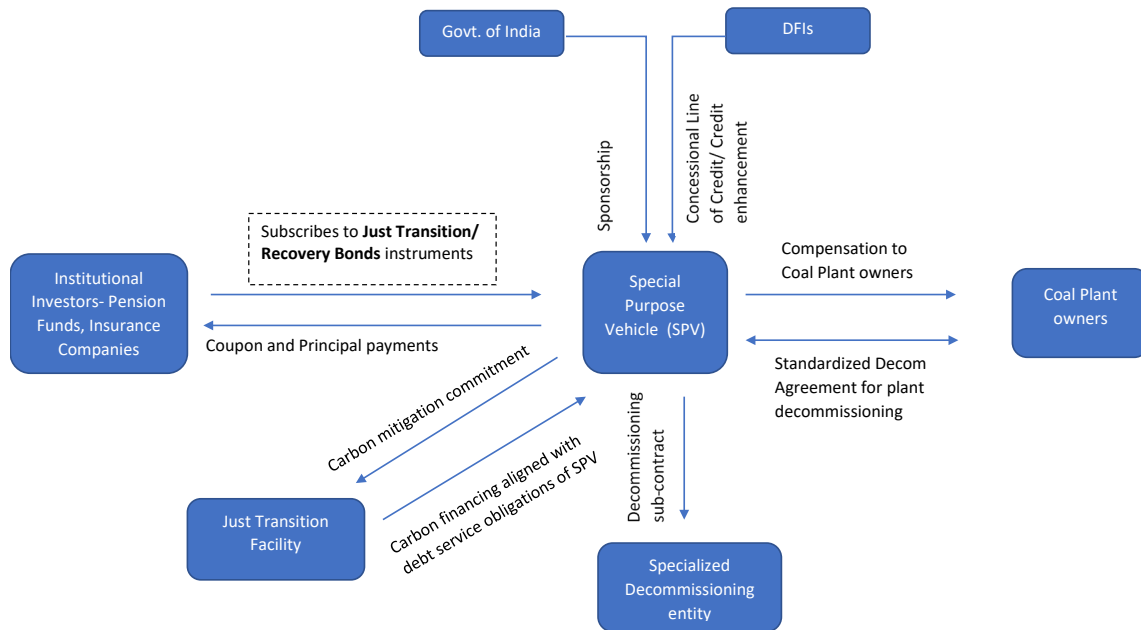 Govt. of India
DFIs
Sponsorship
Concessional Line
of Credit/ Credit
enhancement
Subscribes to Just Transition/
Recovery Bonds instruments
Institutional
Investors- Pension
Funds, Insurance
Companies
Coupon and Principal payments
Special
Purpose
Vehicle (SPV)
Compensation to
Coal Plant owners
Coal Plant
owners
Standardized Decom
Agreement for plant
decommissioning
Carbon mitigation commitment
Carbon financing aligned with
debt service obligations of SPV
Decommissioning
sub-contract
Just Transition
Facility
Specialized
Decommissioning
entity